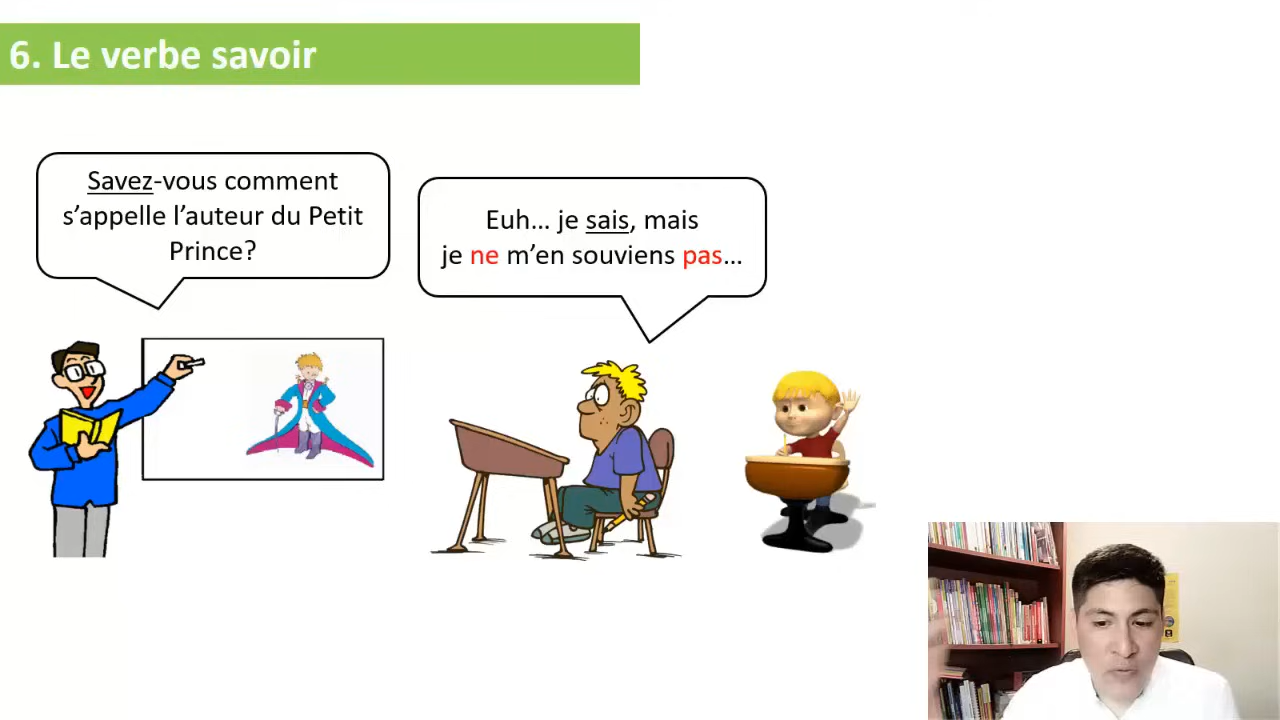 6. Le verbe savoir
Savez-vous comment
s’appelle l’auteur du Petit
Prince?
Euh… je sais, mais
je ne m’en souviens pas…